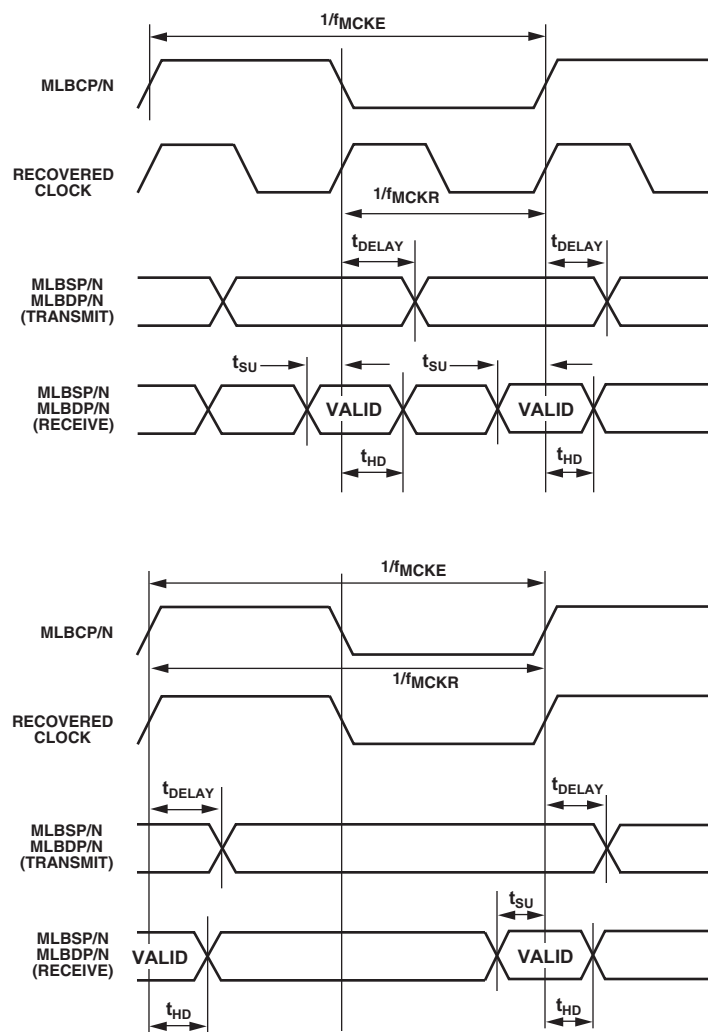 1/fMCKE
MLBCP/N
RECOVERED
CLOCK
1/fMCKR
tDELAY
tDELAY
MLBSP/N
MLBDP/N
(TRANSMIT)
tSU
tSU
MLBSP/N
MLBDP/N
(RECEIVE)
VALID
VALID
tHD
tHD
1/fMCKE
MLBCP/N
1/fMCKR
RECOVERED
CLOCK
tDELAY
tDELAY
MLBSP/N
MLBDP/N
(TRANSMIT)
tSU
MLBSP/N
MLBDP/N
(RECEIVE)
VALID
VALID
tHD
tHD